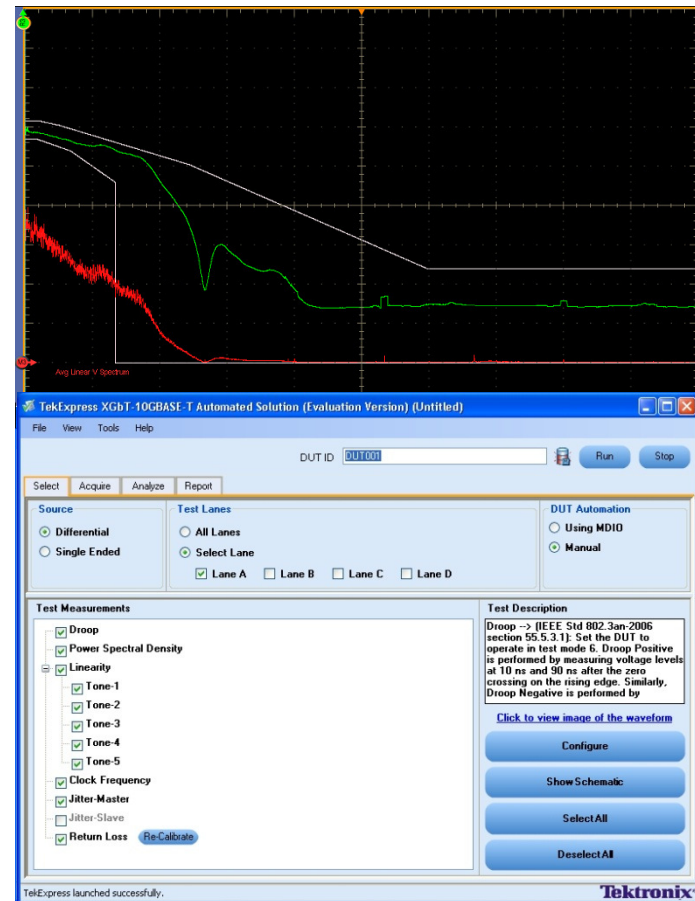 Avg Linear V Spectrum
TekExpress XGbT-10GBASE-T Automated Solution (Evaluation Version) (Untitled)
File View Tools Help
DUT ID DUT001 Run Stop
Select Acquire Analyze Report
Source Test Lanes DUT Automation
Differential All Lanes Using MDIO
Single Ended Select Lane Manual
Lane A Lane B Lane C Lane D
Test Measurements Test Description
Droop
Power Spectral Density
Linearity
Tone-1
Tone-2
Tone-3
Tone-4
Tone-5
Clock Frequency
Jitter-Master
Jitter-Slave
Return Loss Re-Calibrate
Droop --> (IEEE Std 802.3an-2006
section 55.5.3.1): Set the DUT to
operate in test mode 6. Droop Positive
is performed by measuring voltage levels
at 10 ns and 90 ns after the zero
crossing on the rising edge. Similarly,
Droop Negative is performed by
Click to view image of the waveform
Configure
Show Schematic
Select All
Deselect All
TekExpress launched successfully. Tektronix